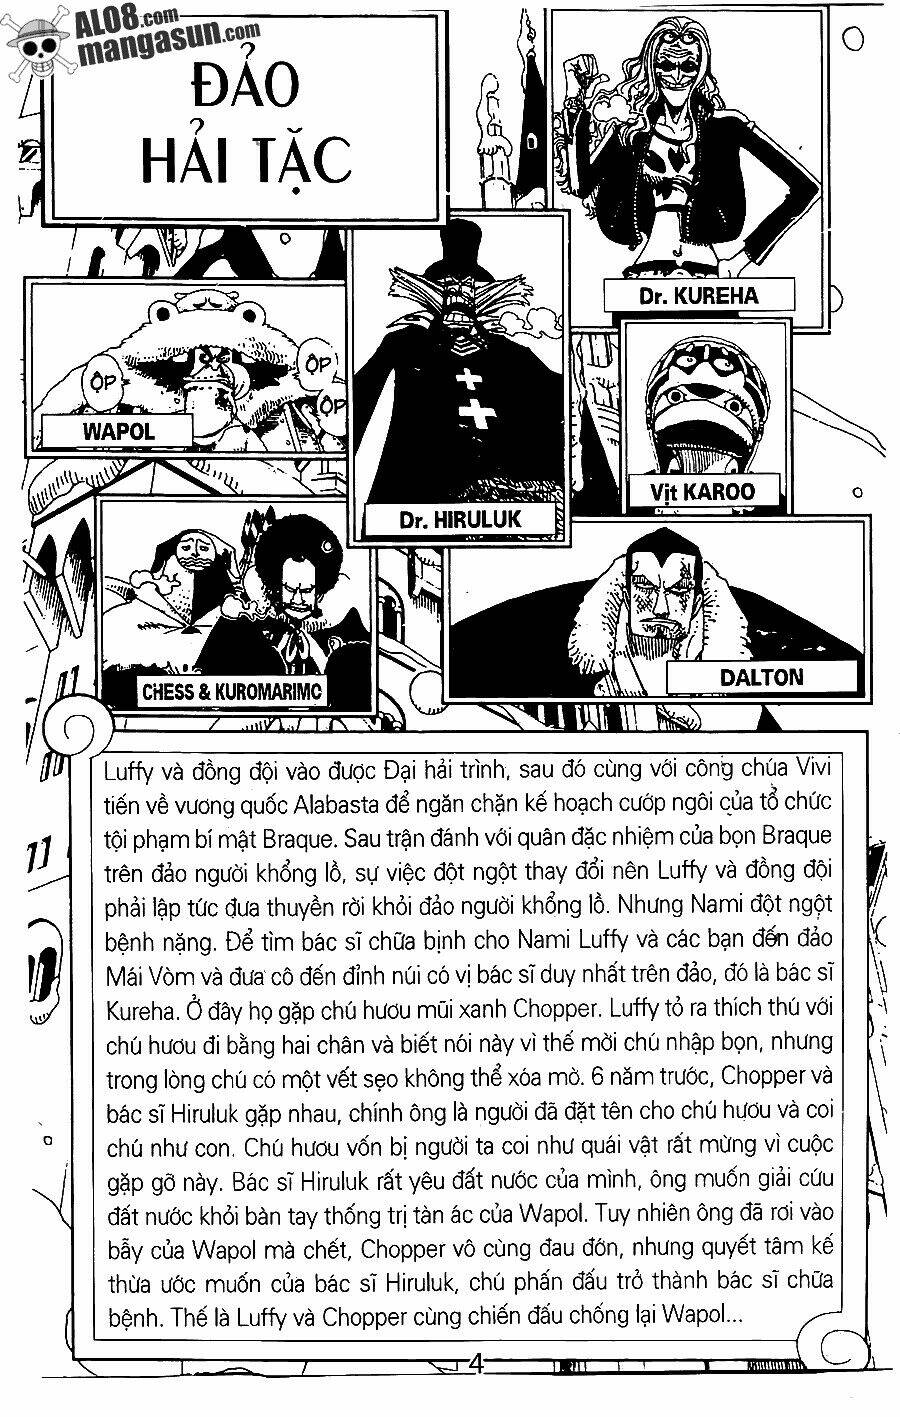 ALO8.com
mangasun.com
ĐẢO
HẢI TẶC
Dr. KUREHA
ỘP
ỘP
ỘP
WAPOL
Dr. HIRULUK
Vịt KAROO
CHESS & KUROMARIMO
DALTON
Luffy và đồng đội vào được Đại hải trình, sau đó cùng với công chúa Vivi
tiến về vương quốc Alabasta để ngăn chặn kế hoạch cướp ngôi của tổ chức
tội phạm bí mật Braque. Sau trận đánh với quân đặc nhiệm của bọn Braque
trên đảo người khổng lồ, sự việc đột ngột thay đổi nên Luffy và đồng đội
phải lập tức đưa thuyền rời khỏi đảo người khổng lồ. Nhưng Nami đột ngột
bệnh nặng. Để tìm bác sĩ chữa bịnh cho Nami Luffy và các bạn đến đảo
Mái Vòm và đưa cô đến đỉnh núi có vị bác sĩ duy nhất trên đảo, đó là bác sĩ
Kureha. Ở đây họ gặp chú hươu mũi xanh Chopper. Luffy tỏ ra thích thú với
chú hươu đi bằng hai chân và biết nói này vì thế mời chú nhập bọn, nhưng
trong lòng chú có một vết sẹo không thể xóa mờ. 6 năm trước, Chopper và
bác sĩ Hiruluk gặp nhau, chính ông là người đã đặt tên cho chú hươu và coi
chú như con. Chú hươu vốn bị người ta coi như quái vật rất mừng vì cuộc
gặp gỡ này. Bác sĩ Hiruluk rất yêu đất nước của mình, ông muốn giải cứu
đất nước khỏi bàn tay thống trị tàn ác của Wapol. Tuy nhiên ông đã rơi vào
bẫy của Wapol mà chết, Chopper vô cùng đau đớn, nhưng quyết tâm kế
thừa ước muốn của bác sĩ Hiruluk, chú phấn đấu trở thành bác sĩ chữa
bệnh. Thế là Luffy và Chopper cùng chiến đấu chống lại Wapol...
4